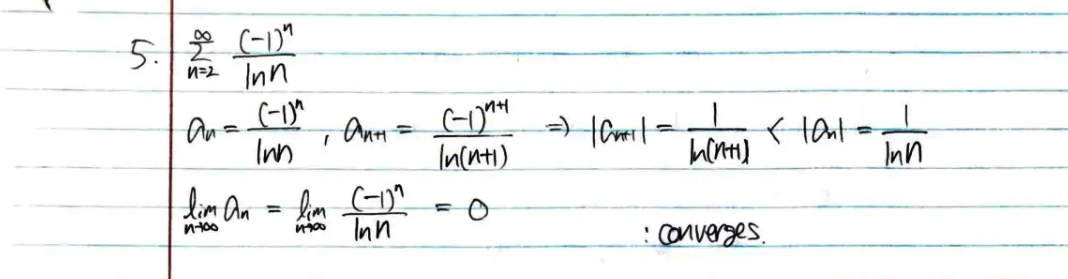 5. $\sum_{n=2}^{\infty} \frac{(-1)^n}{\ln n}$
$a_n = \frac{(-1)^n}{\ln n}, a_{n+1} = \frac{(-1)^{n+1}}{\ln(n+1)} \Rightarrow |a_{n+1}| = \frac{1}{\ln(n+1)} < |a_n| = \frac{1}{\ln n}$
$\lim_{n \to \infty} a_n = \lim_{n \to \infty} \frac{(-1)^n}{\ln n} = 0$
: converges.